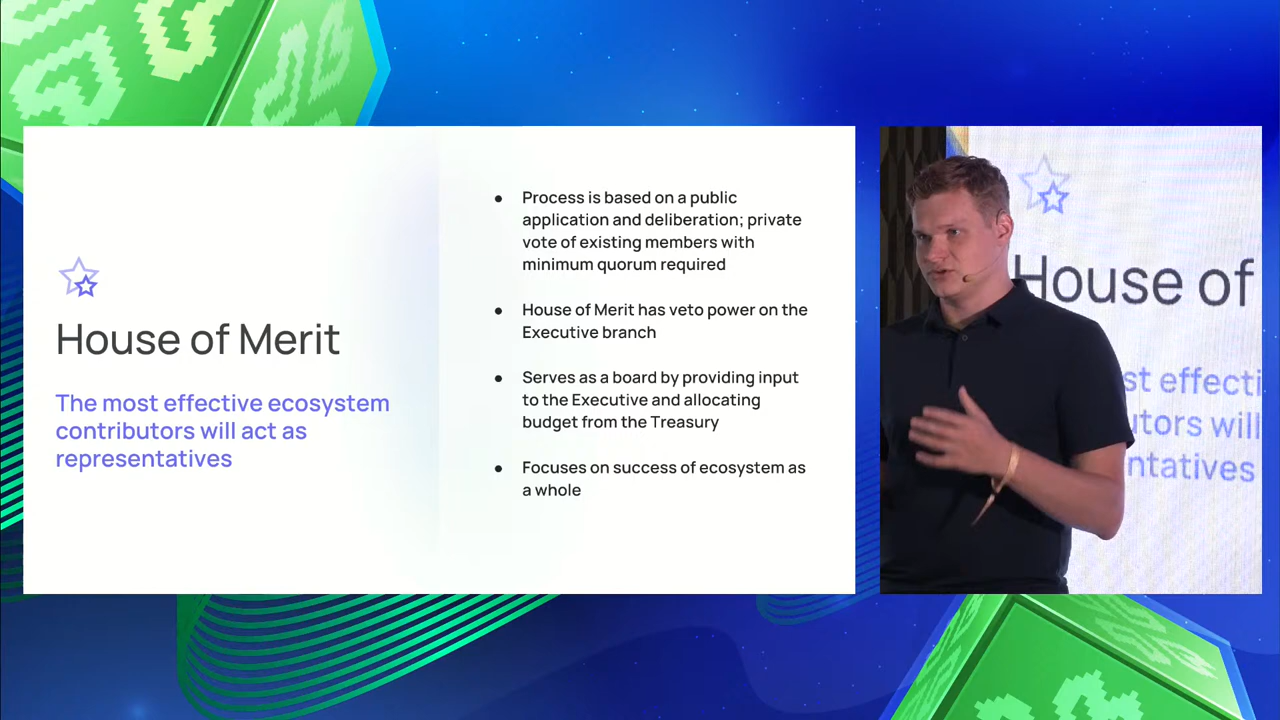 House of Merit
The most effective ecosystem
contributors will act as
representatives
● Process is based on a public
application and deliberation; private
vote of existing members with
minimum quorum required
● House of Merit has veto power on the
Executive branch
● Serves as a board by providing input
to the Executive and allocating
budget from the Treasury
● Focuses on success of ecosystem as
a whole
House of
st effecti
utors will
ntatives